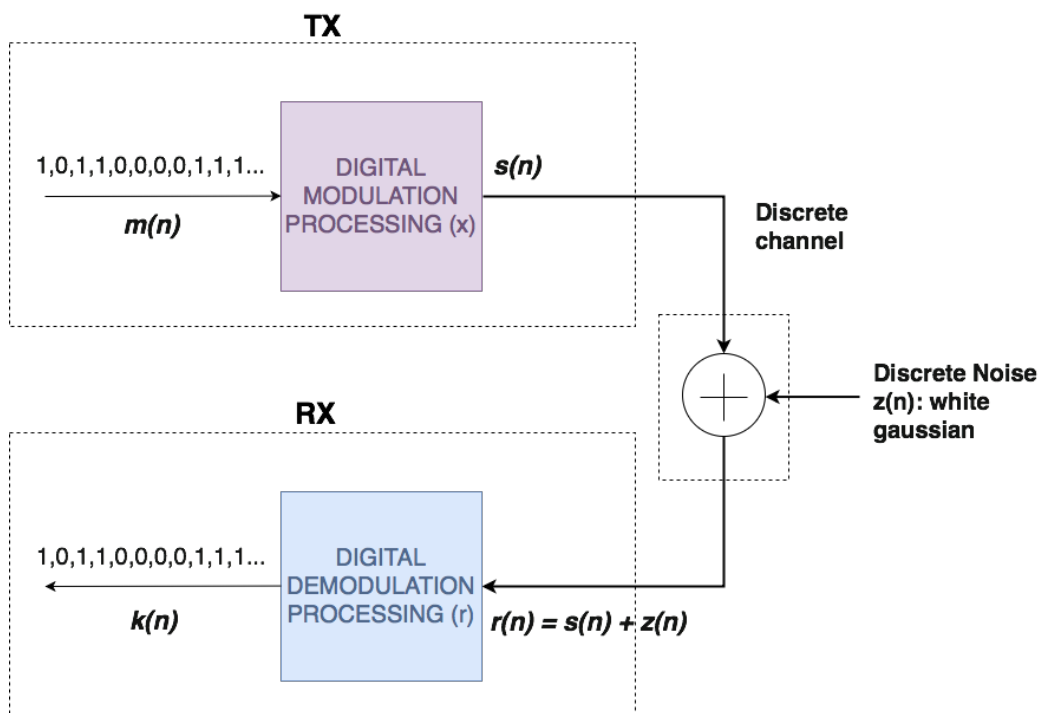 TX
1,0,1,1,0,0,0,0,1,1,1...
m(n)
DIGITAL
MODULATION
PROCESSING (x)
s(n)
Discrete
channel
Discrete Noise
z(n): white
gaussian
RX
1,0,1,1,0,0,0,0,1,1,1...
k(n)
DIGITAL
DEMODULATION
PROCESSING (r)
r(n) = s(n) + z(n)